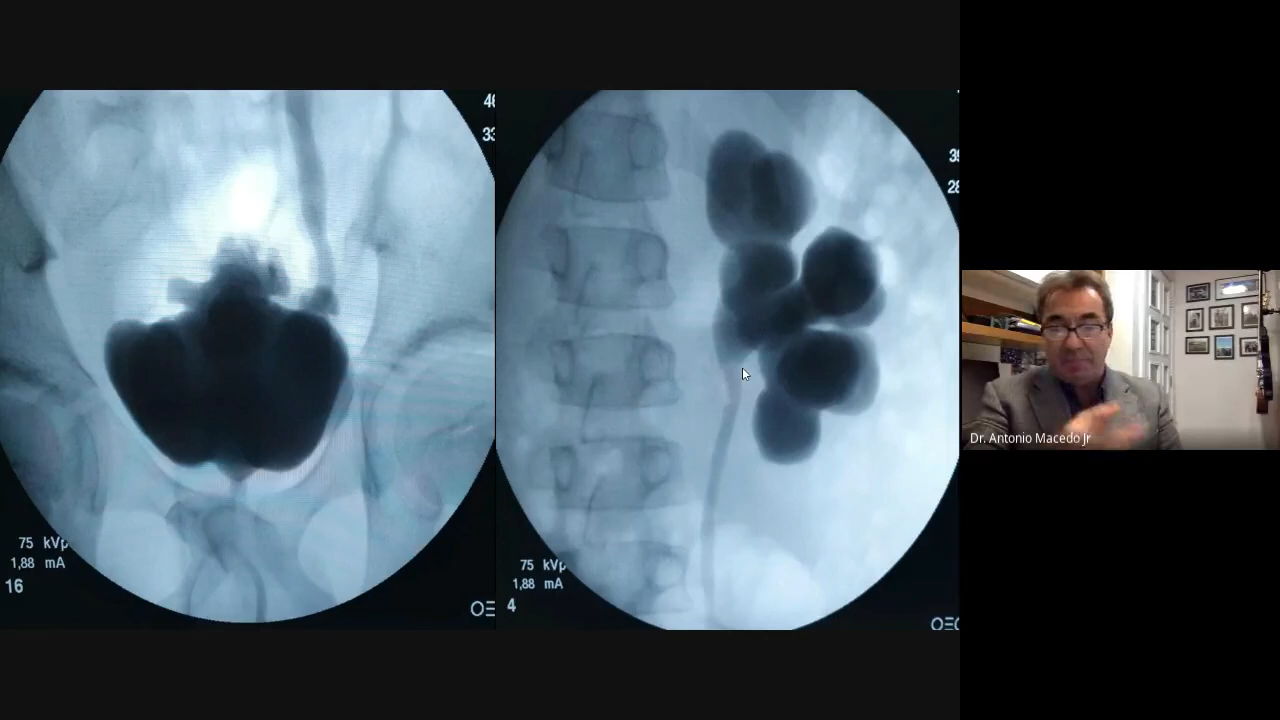 46
33
75 kVp
1,88 mA
16
39
28
75 kVp
1,88 mA
4
Dr. Antonio Macedo Jr